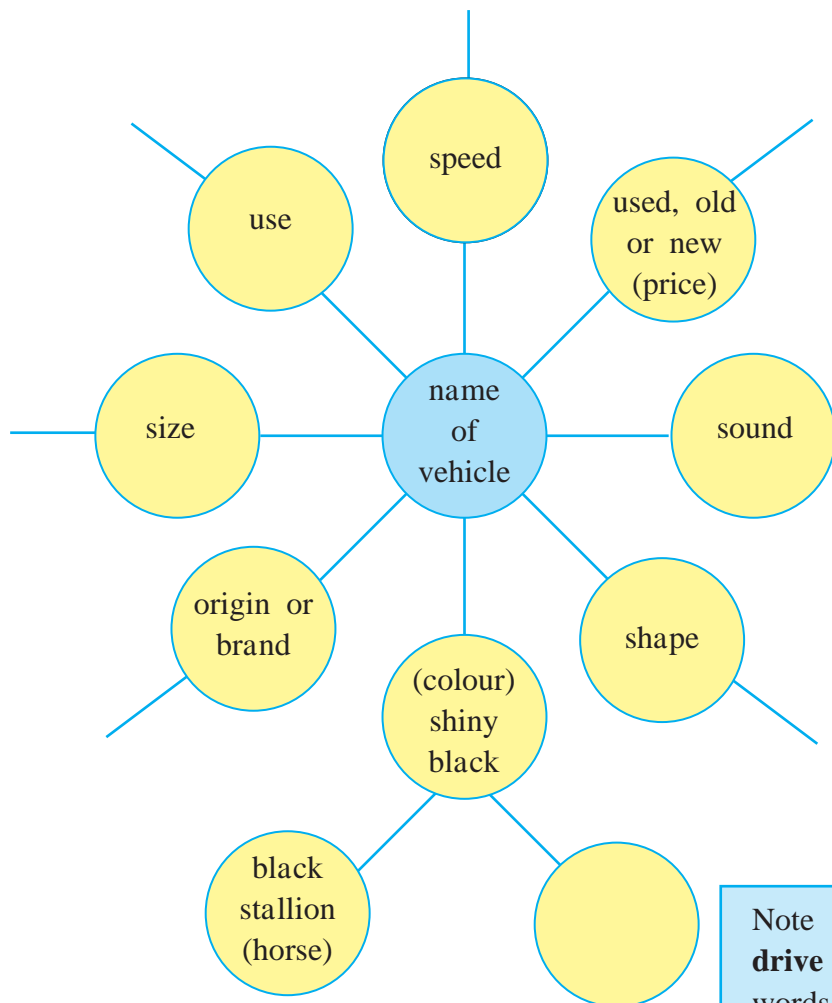 speed
used, old
or new
(price)
use
name
of
vehicle
size
sound
origin or
brand
shape
(colour)
shiny
black
black
stallion
(horse)
Note
drive
words